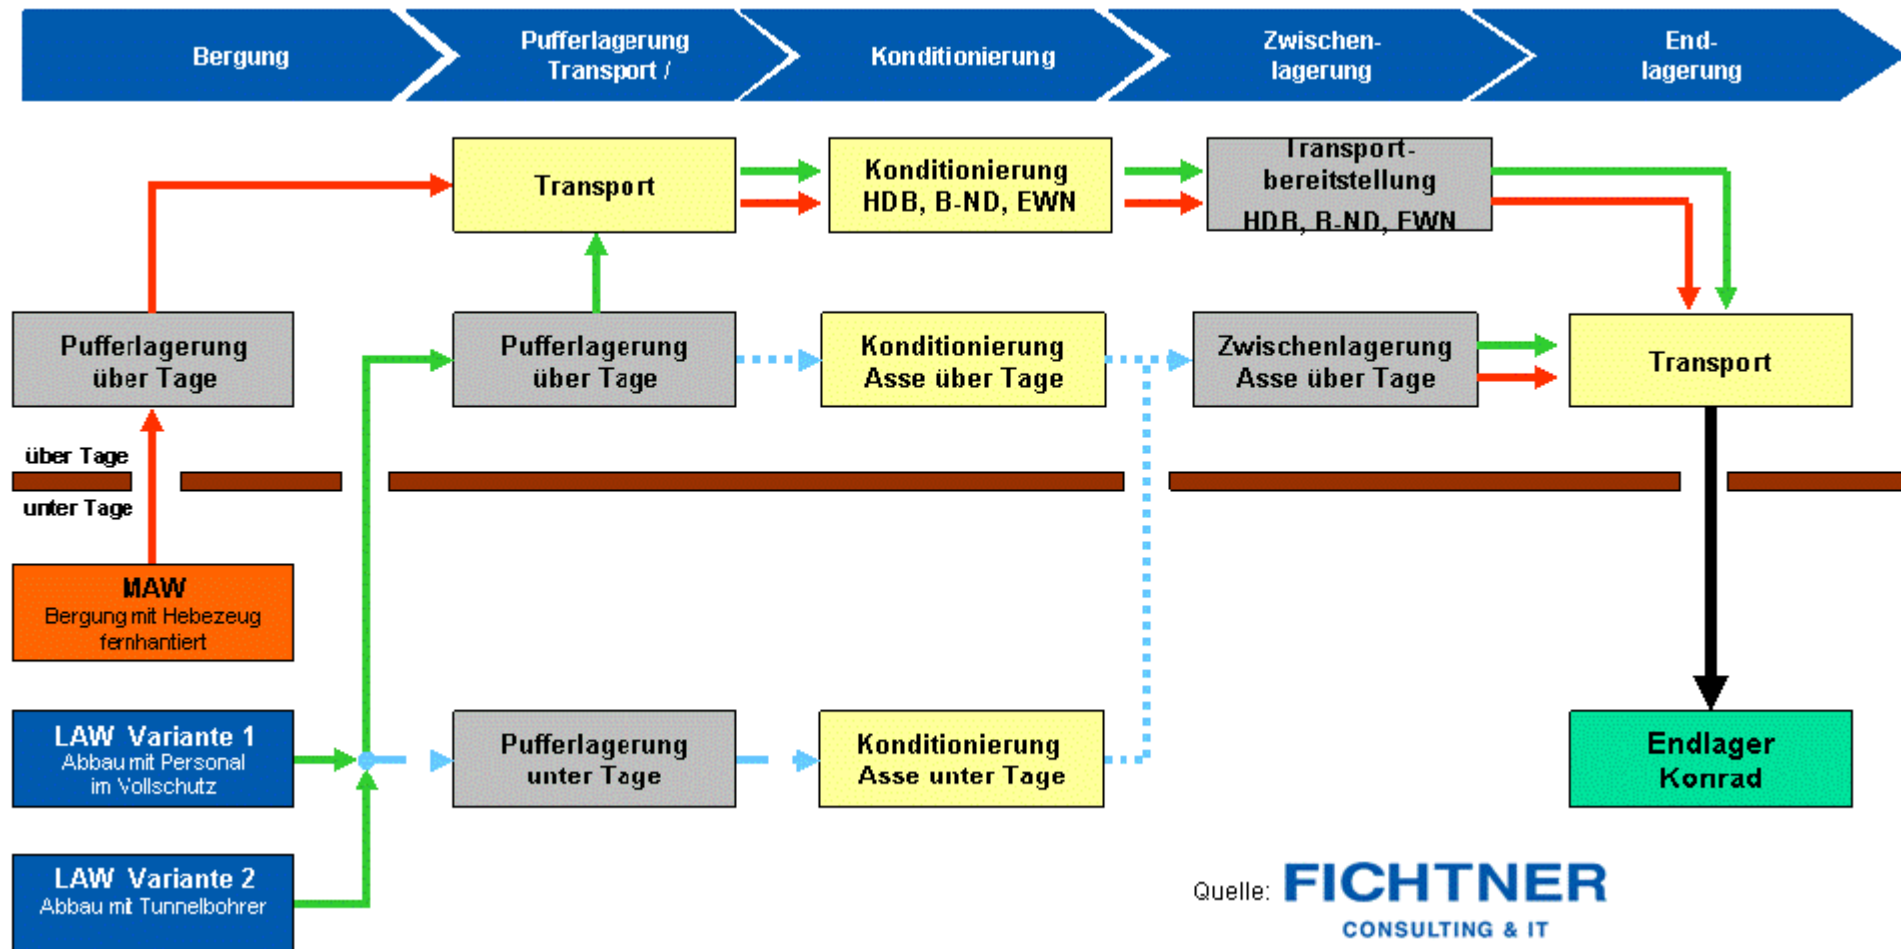 Bergung
Pufferlagerung
Transport /
Konditionierung
Zwischen-
lagerung
End-
lagerung
Transport
Konditionierung
HDB, B-ND, EWN
Transport-
bereitstellung
HDB, B-ND, EWN
Pufferlagerung
über Tage
Pufferlagerung
über Tage
Konditionierung
Asse über Tage
Zwischenlagerung
Asse über Tage
Transport
über Tage
unter Tage
MAW
Bergung mit Hebezeug
fernhantiert
LAW Variante 1
Abbau mit Personal
im Vollschutz
Pufferlagerung
unter Tage
Konditionierung
Asse unter Tage
Endlager
Konrad
LAW Variante 2
Abbau mit Tunnelbohrer
Quelle: FICHTNER
CONSULTING & IT